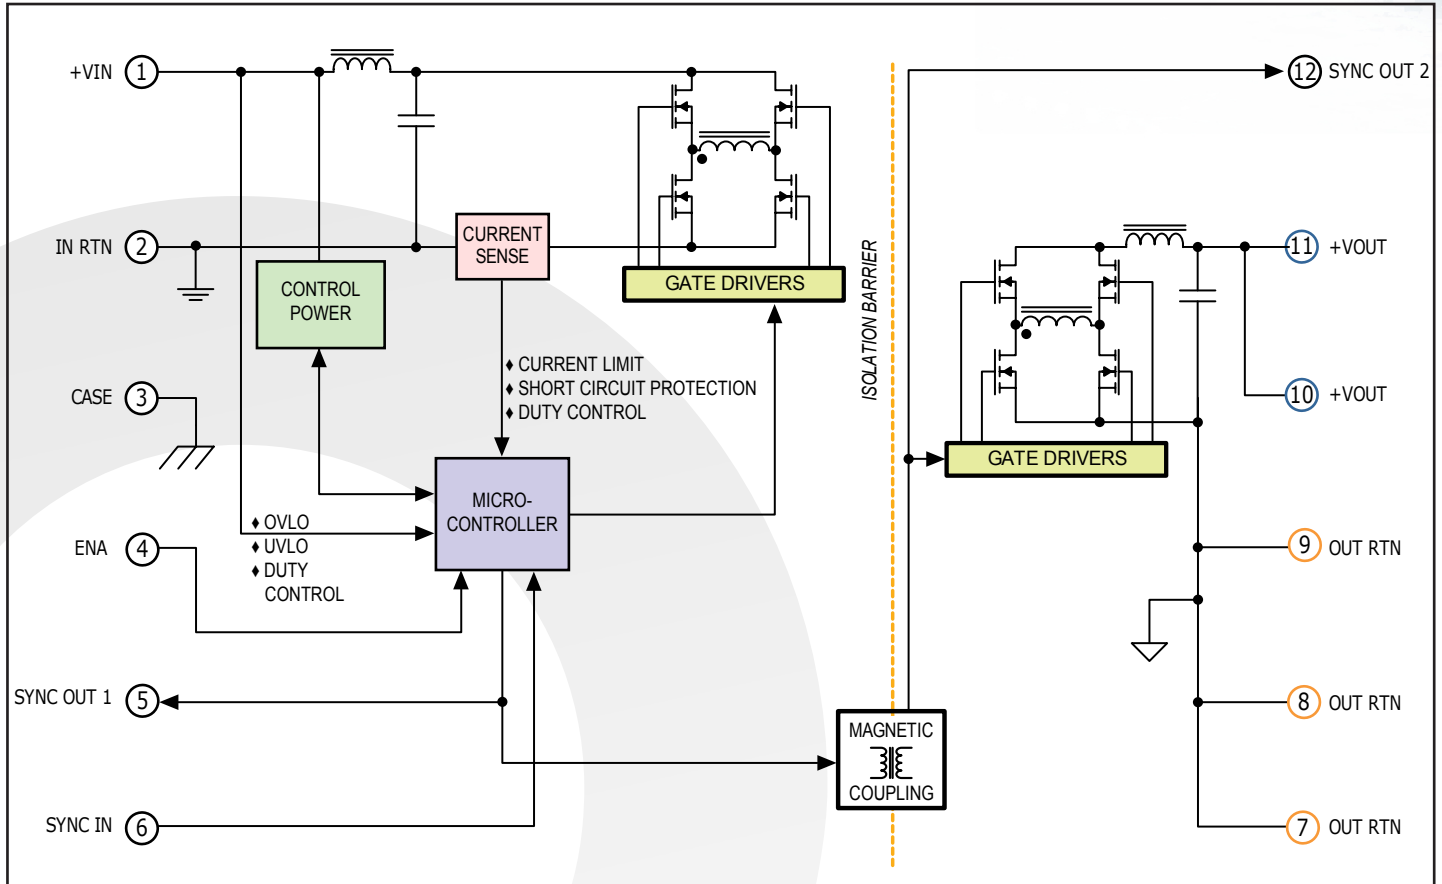 +VIN 1
12 SYNC OUT 2
IN RTN 2
CURRENT
SENSE
CONTROL
POWER
GATE DRIVERS
ISOLATION BARRIER
11 +VOUT
♦ CURRENT LIMIT
♦ SHORT CIRCUIT PROTECTION
♦ DUTY CONTROL
CASE 3
10 +VOUT
GATE DRIVERS
MICRO-
CONTROLLER
♦ OVLO
♦ UVLO
♦ DUTY
CONTROL
ENA 4
9 OUT RTN
SYNC OUT 1 5
8 OUT RTN
MAGNETIC
COUPLING
SYNC IN 6
7 OUT RTN